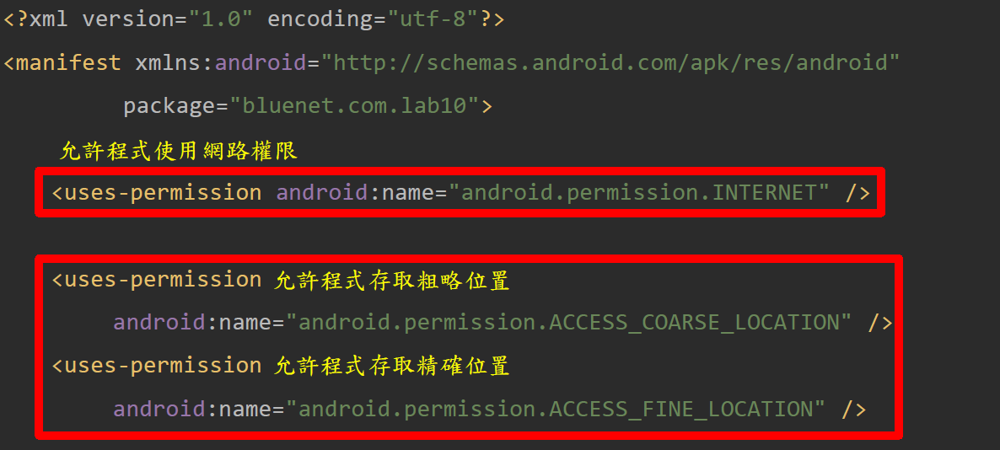 <?xml version="1.0" encoding="utf-8"?>
<manifest xmlns:android="http://schemas.android.com/apk/res/android"
package="bluenet.com.lab10">
允許程式使用網路權限
<uses-permission android:name="android.permission.INTERNET" />
<uses-permission 允許程式存取粗略位置
android:name="android.permission.ACCESS_COARSE_LOCATION" />
<uses-permission 允許程式存取精確位置
android:name="android.permission.ACCESS_FINE_LOCATION" />